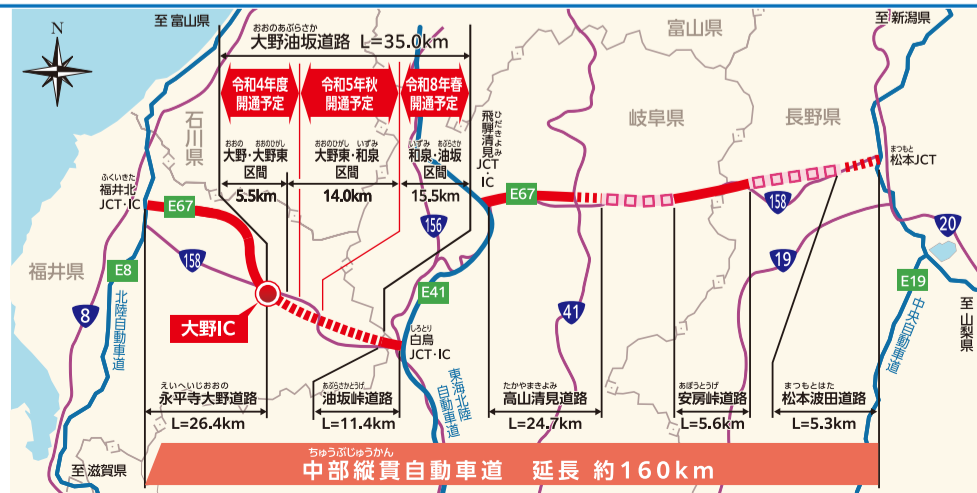 至 富山県
おおのあぶらさか
大野油坂道路 L=35.0km
富山県
至 新潟県
N
令和4年度
開通予定
令和5年秋
開通予定
令和8年春
開通予定
石川県
ひだきよみ
飛騨清見
JCT・
IC
岐阜県
長野県
おおの おおのひがし
大野・大野東
区間
5.5km
おおのひがし いずみ
大野東・和泉
区間
14.0km
いずみ あぶらさか
和泉・油坂
区間
15.5km
まつもと
松本JCT
ふくいきた
福井北
JCT・IC
E67
E67
156
158
158
20
19
福井県
E8
8
北陸自動車道
大野IC
E41
しろとり
白鳥
JCT・IC
41
E19
中央自動車道
至 山梨県
東海北陸
自動車道
えいへいじおおの
永平寺大野道路
L=26.4km
あぶらさかとうげ
油坂峠道路
L=11.4km
たかやまきよみ
高山清見道路
L=24.7km
あぼうとうげ
安房峠道路
L=5.6km
まつもとはた
松本波田道路
L=5.3km
至 滋賀県
ちゅうぶじゅうかん
中部縦貫自動車道 延長 約160km